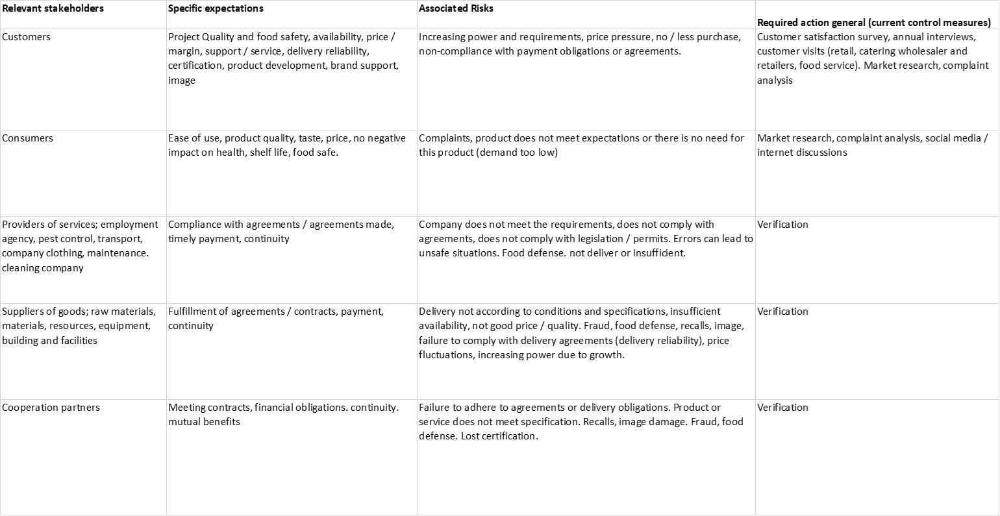 Relevant stakeholders
Specific expectations
Associated Risks
Required action general (current control measures)
Customers
Project Quality and food safety, availability, price /
margin, support / service, delivery reliability,
certification, product development, brand support,
image
Increasing power and requirements, price pressure, no / less purchase,
non-compliance with payment obligations or agreements.
Customer satisfaction survey, annual interviews,
customer visits (retail, catering wholesaler and
retailers, food service). Market research, complaint
analysis
Consumers
Ease of use, product quality, taste, price, no negative
impact on health, shelf life, food safe.
Complaints, product does not meet expectations or there is no need for
this product (demand too low)
Market research, complaint analysis, social media /
internet discussions
Providers of services; employment
agency, pest control, transport,
company clothing, maintenance.
cleaning company
Compliance with agreements / agreements made,
timely payment, continuity
Company does not meet the requirements, does not comply with
agreements, does not comply with legislation / permits. Errors can lead to
unsafe situations. Food defense. not deliver or insufficient.
Verification
Suppliers of goods; raw materials,
materials, resources, equipment,
building and facilities
Fulfillment of agreements / contracts, payment,
continuity
Delivery not according to conditions and specifications, insufficient
availability, not good price / quality. Fraud, food defense, recalls, image,
failure to comply with delivery agreements (delivery reliability), price
fluctuations, increasing power due to growth.
Verification
Cooperation partners
Meeting contracts, financial obligations. continuity.
mutual benefits
Failure to adhere to agreements or delivery obligations. Product or
service does not meet specification. Recalls, image damage. Fraud, food
defense. Lost certification.
Verification